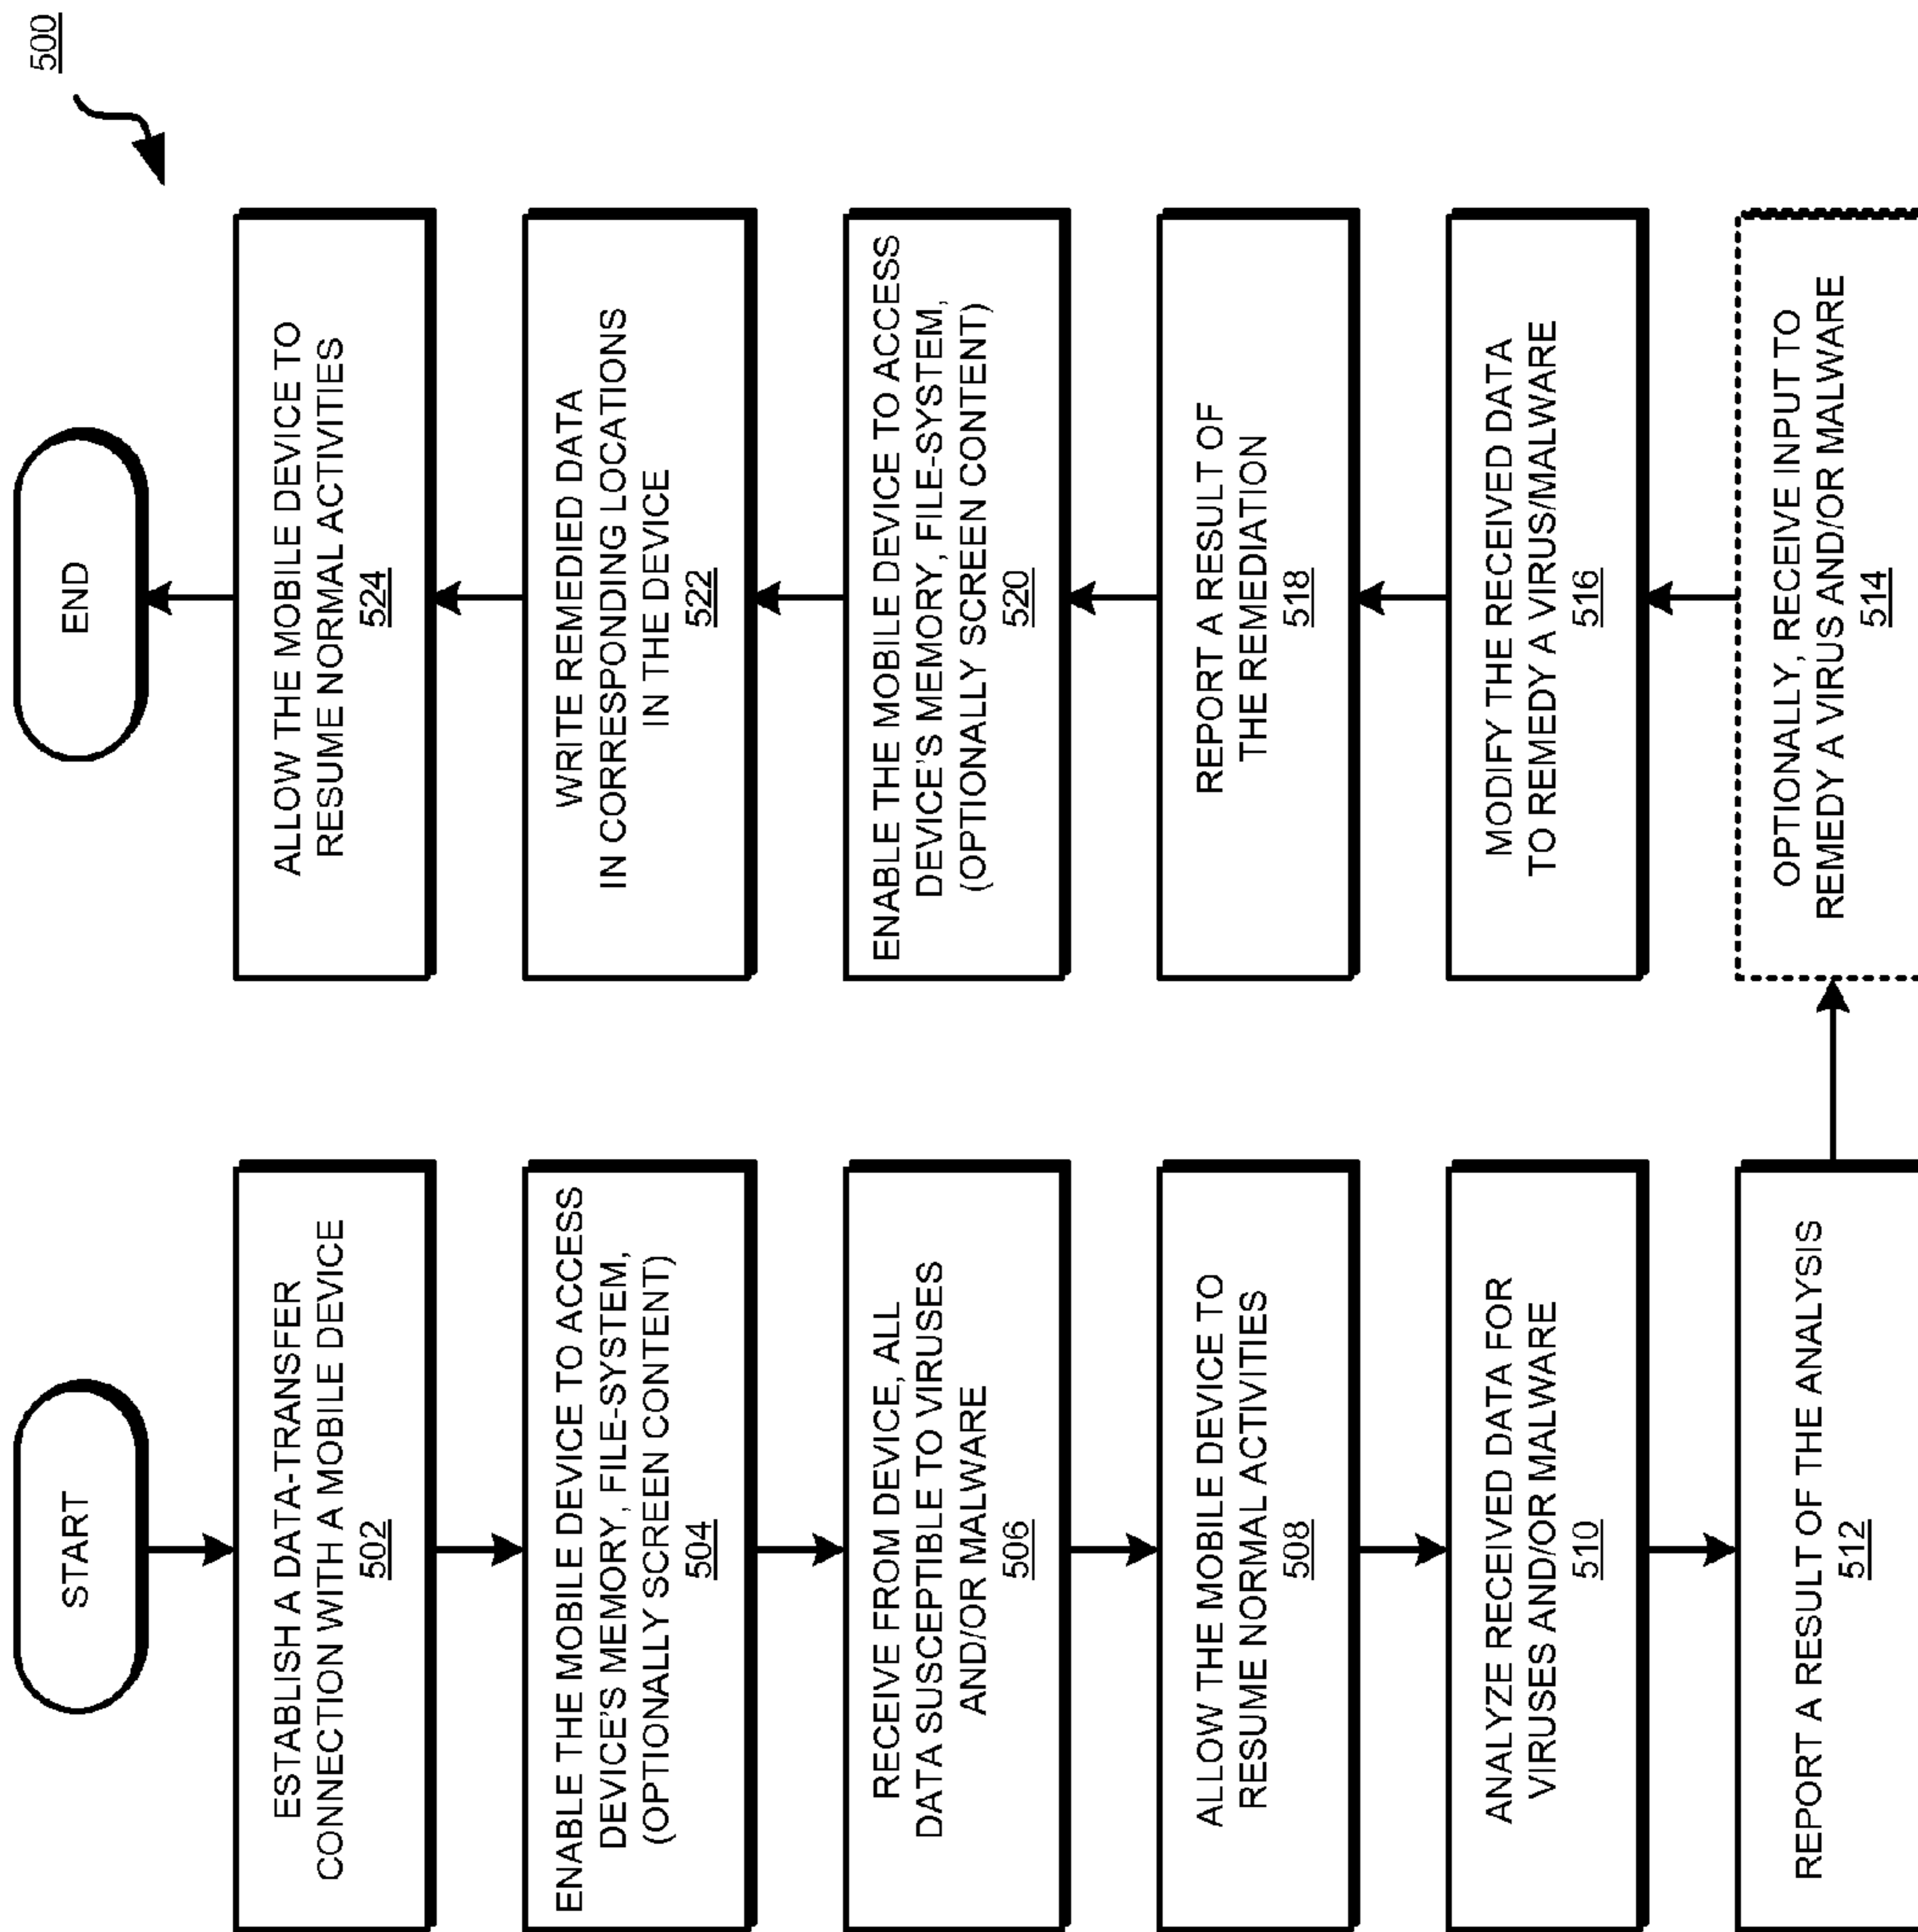 500
START
ESTABLISH A DATA-TRANSFER
CONNECTION WITH A MOBILE DEVICE
502
ENABLE THE MOBILE DEVICE TO ACCESS
DEVICE'S MEMORY, FILE-SYSTEM,
(OPTIONALLY SCREEN CONTENT)
504
RECEIVE FROM DEVICE, ALL
DATA SUSCEPTIBLE TO VIRUSES
AND/OR MALWARE
506
ALLOW THE MOBILE DEVICE TO
RESUME NORMAL ACTIVITIES
508
ANALYZE RECEIVED DATA FOR
VIRUSES AND/OR MALWARE
510
REPORT A RESULT OF THE ANALYSIS
512
OPTIONALLY, RECEIVE INPUT TO
REMEDY A VIRUS AND/OR MALWARE
514
MODIFY THE RECEIVED DATA
TO REMEDY A VIRUS/MALWARE
516
REPORT A RESULT OF
THE REMEDIATION
518
ENABLE THE MOBILE DEVICE TO ACCESS
DEVICE'S MEMORY, FILE-SYSTEM,
(OPTIONALLY SCREEN CONTENT)
520
WRITE REMEDIED DATA
IN CORRESPONDING LOCATIONS
IN THE DEVICE
522
ALLOW THE MOBILE DEVICE TO
RESUME NORMAL ACTIVITIES
524
END